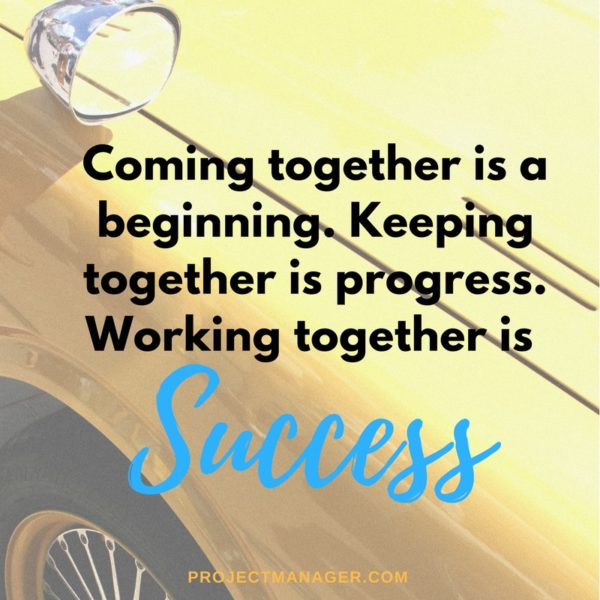 Coming together is a
beginning. Keeping
together is progress.
Working together is
Success
PROJECTMANAGER.COM